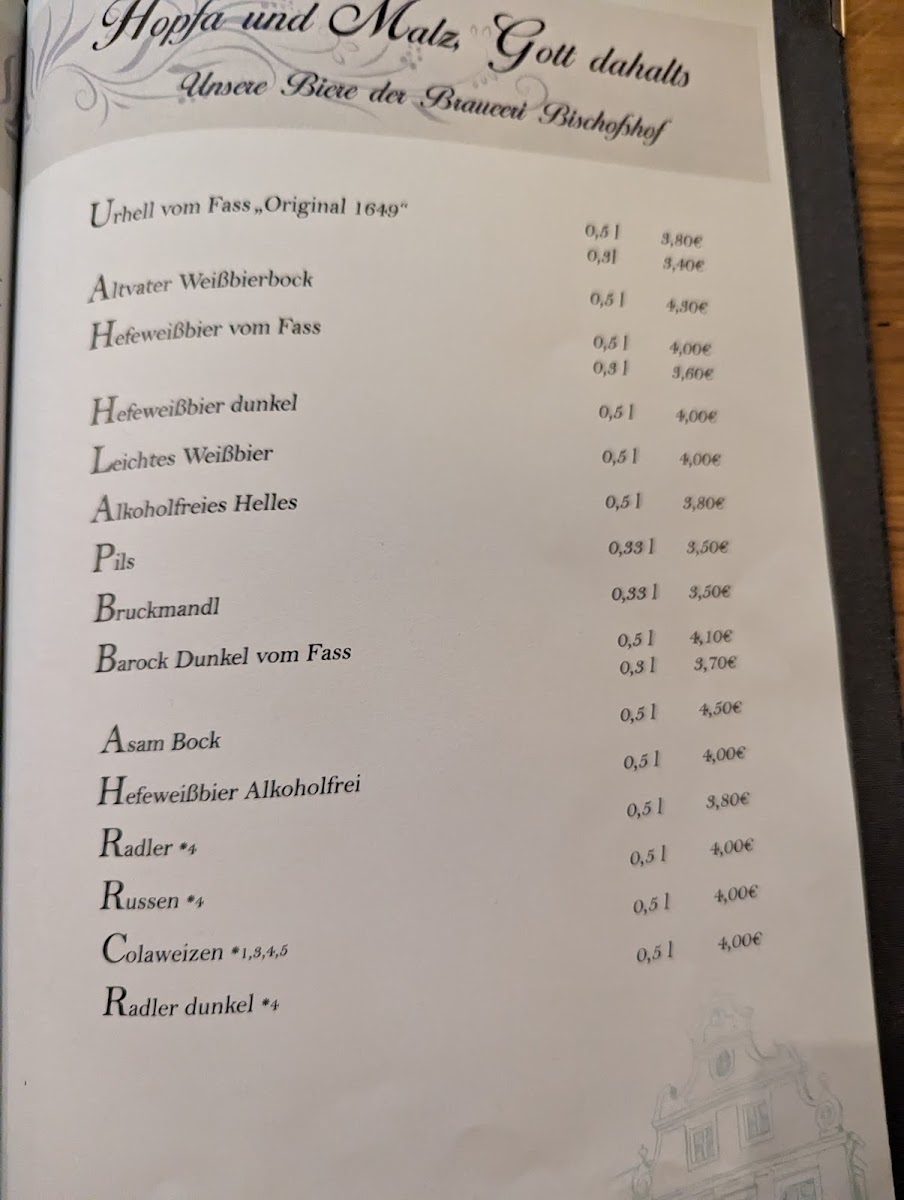 Hopfa und Malz, Gott dahalts
Unsere Biere der Brauerei Bischofshof
Urhell vom Fass „Original 1649“ 0,5 l 3,80€
0,3l 3,40€
Altvater Weißbierbock 0,5 l 4,30€
Hefeweißbier vom Fass 0,5 l 4,00€
0,3 l 3,60€
Hefeweißbier dunkel 0,5 l 4,00€
Leichtes Weißbier 0,5 l 4,00€
Alkoholfreies Helles 0,5 l 3,80€
Pils 0,33 l 3,50€
Bruckmandl 0,33 l 3,50€
Barock Dunkel vom Fass 0,5 l 4,10€
0,3 l 3,70€
Asam Bock 0,5 l 4,50€
Hefeweißbier Alkoholfrei 0,5 l 4,00€
Radler *4 0,5 l 3,80€
Russen *4 0,5 l 4,00€
Colaweizen *1,3,4,5 0,5 l 4,00€
Radler dunkel *4 0,5 l 4,00€